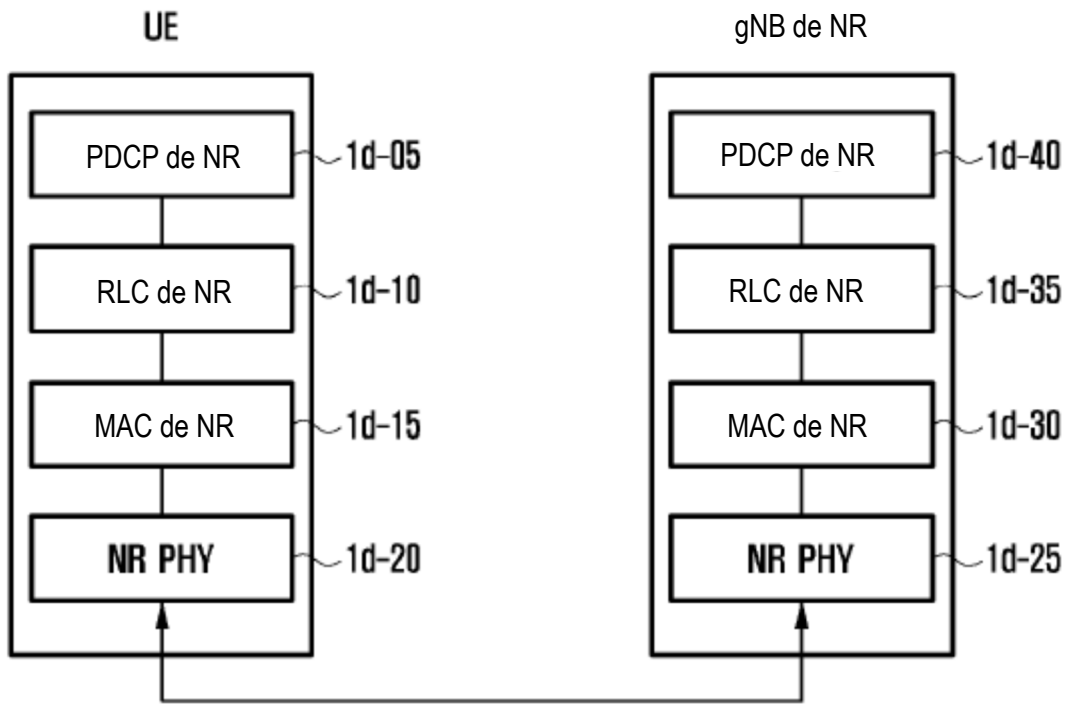 UE
gNB de NR
PDCP de NR
1d-05
PDCP de NR
1d-40
RLC de NR
1d-10
RLC de NR
1d-35
MAC de NR
1d-15
MAC de NR
1d-30
NR PHY
1d-20
NR PHY
1d-25